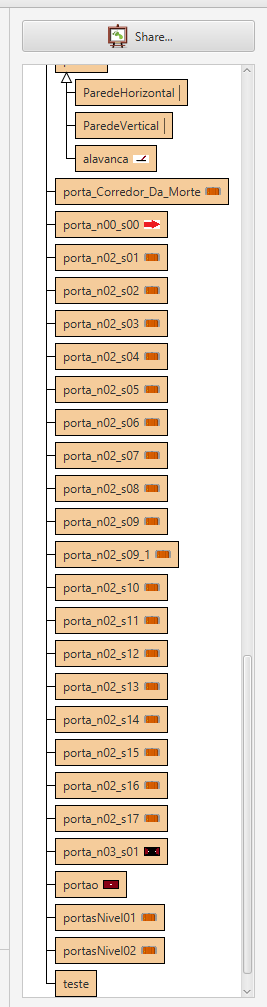 Share...
ParedeHorizontal
ParedeVertical
alavanca
porta_Corredor_Da_Morte
porta_n00_s00
porta_n02_s01
porta_n02_s02
porta_n02_s03
porta_n02_s04
porta_n02_s05
porta_n02_s06
porta_n02_s07
porta_n02_s08
porta_n02_s09
porta_n02_s09_1
porta_n02_s10
porta_n02_s11
porta_n02_s12
porta_n02_s13
porta_n02_s14
porta_n02_s15
porta_n02_s16
porta_n02_s17
porta_n03_s01
portao
portasNivel01
portasNivel02
teste